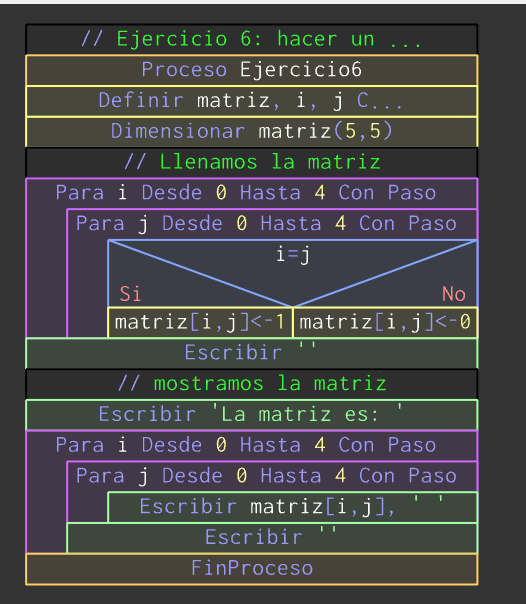 // Ejercicio 6: hacer un ...
Proceso Ejercicio6
Definir matriz, i, j C...
Dimensionar matriz(5,5)
// Llenamos la matriz
Para i Desde 0 Hasta 4 Con Paso
Para j Desde 0 Hasta 4 Con Paso
i=j
Si No
matriz[i,j]<-1 matriz[i,j]<-0
Escribir ''
// mostramos la matriz
Escribir 'La matriz es: '
Para i Desde 0 Hasta 4 Con Paso
Para j Desde 0 Hasta 4 Con Paso
Escribir matriz[i,j], ' '
Escribir ''
FinProceso